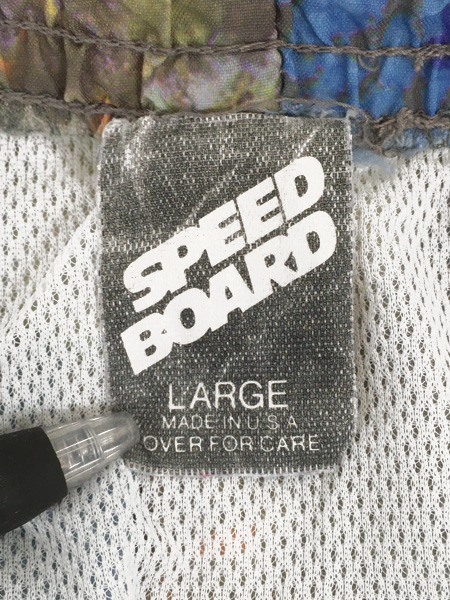 SPEED
BOARD
LARGE
MADE IN U S A
OVER FOR CARE